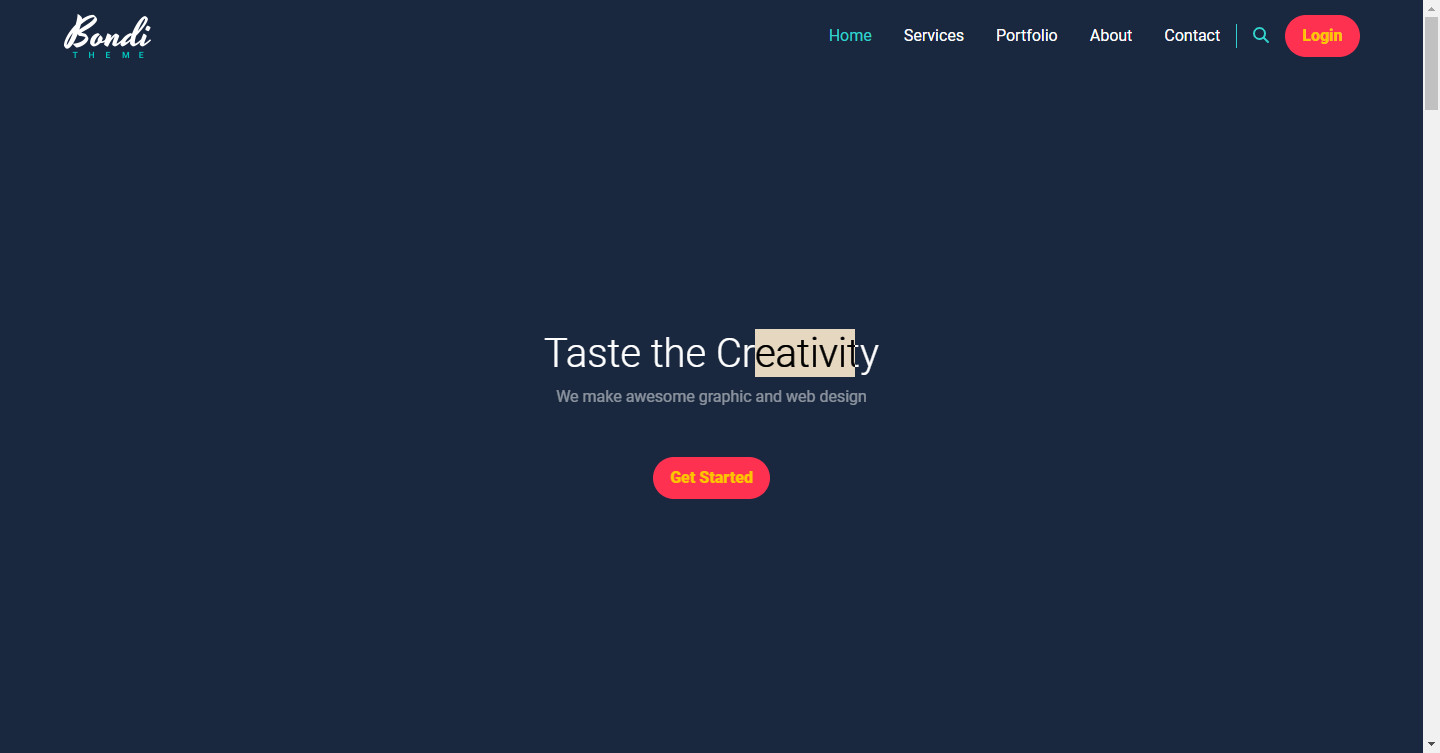 Bondi
THEME
Home Services Portfolio About Contact Login
Taste the Creativity
We make awesome graphic and web design
Get Started